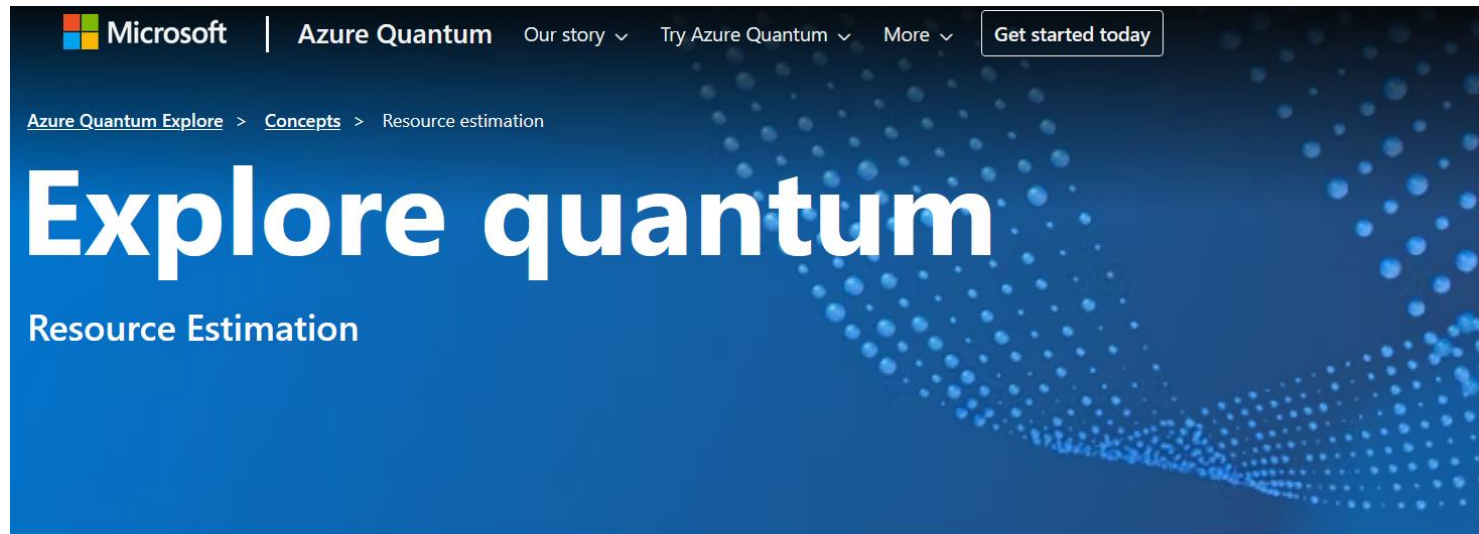 Microsoft | Azure Quantum Our story Try Azure Quantum More Get started today
Azure Quantum Explore > Concepts > Resource estimation
Explore quantum
Resource Estimation